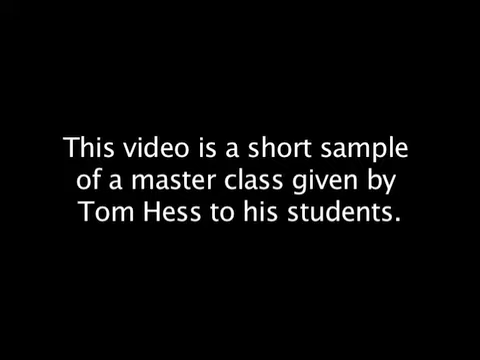 This video is a short sample
of a master class given by
Tom Hess to his students.